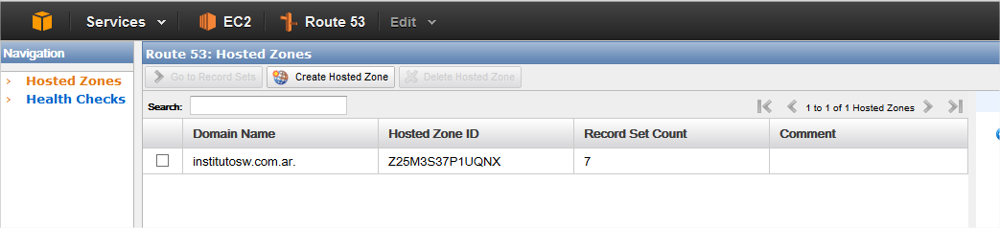 Services EC2 Route 53 Edit
Navigation
Hosted Zones
Health Checks
Route 53: Hosted Zones
Go to Record Sets Create Hosted Zone Delete Hosted Zone
Search: 1 to 1 of 1 Hosted Zones
Domain Name Hosted Zone ID Record Set Count Comment
institutosw.com.ar. Z25M3S37P1UQNX 7